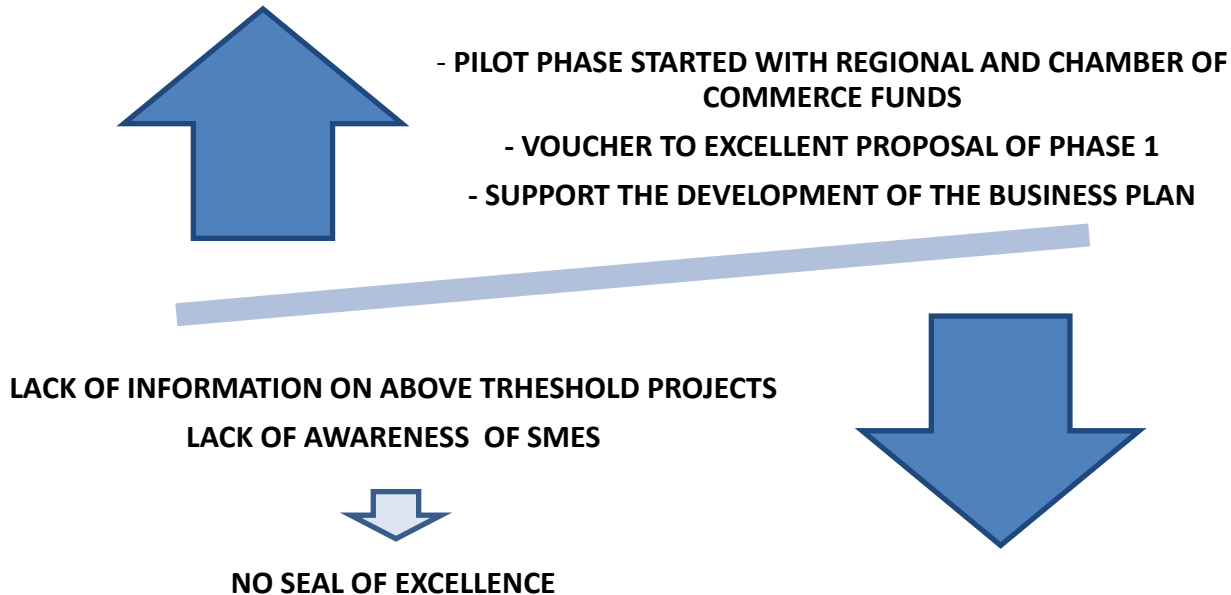 - PILOT PHASE STARTED WITH REGIONAL AND CHAMBER OF
COMMERCE FUNDS
- VOUCHER TO EXCELLENT PROPOSAL OF PHASE 1
- SUPPORT THE DEVELOPMENT OF THE BUSINESS PLAN
LACK OF INFORMATION ON ABOVE TRHESHOLD PROJECTS
LACK OF AWARENESS OF SMES
NO SEAL OF EXCELLENCE